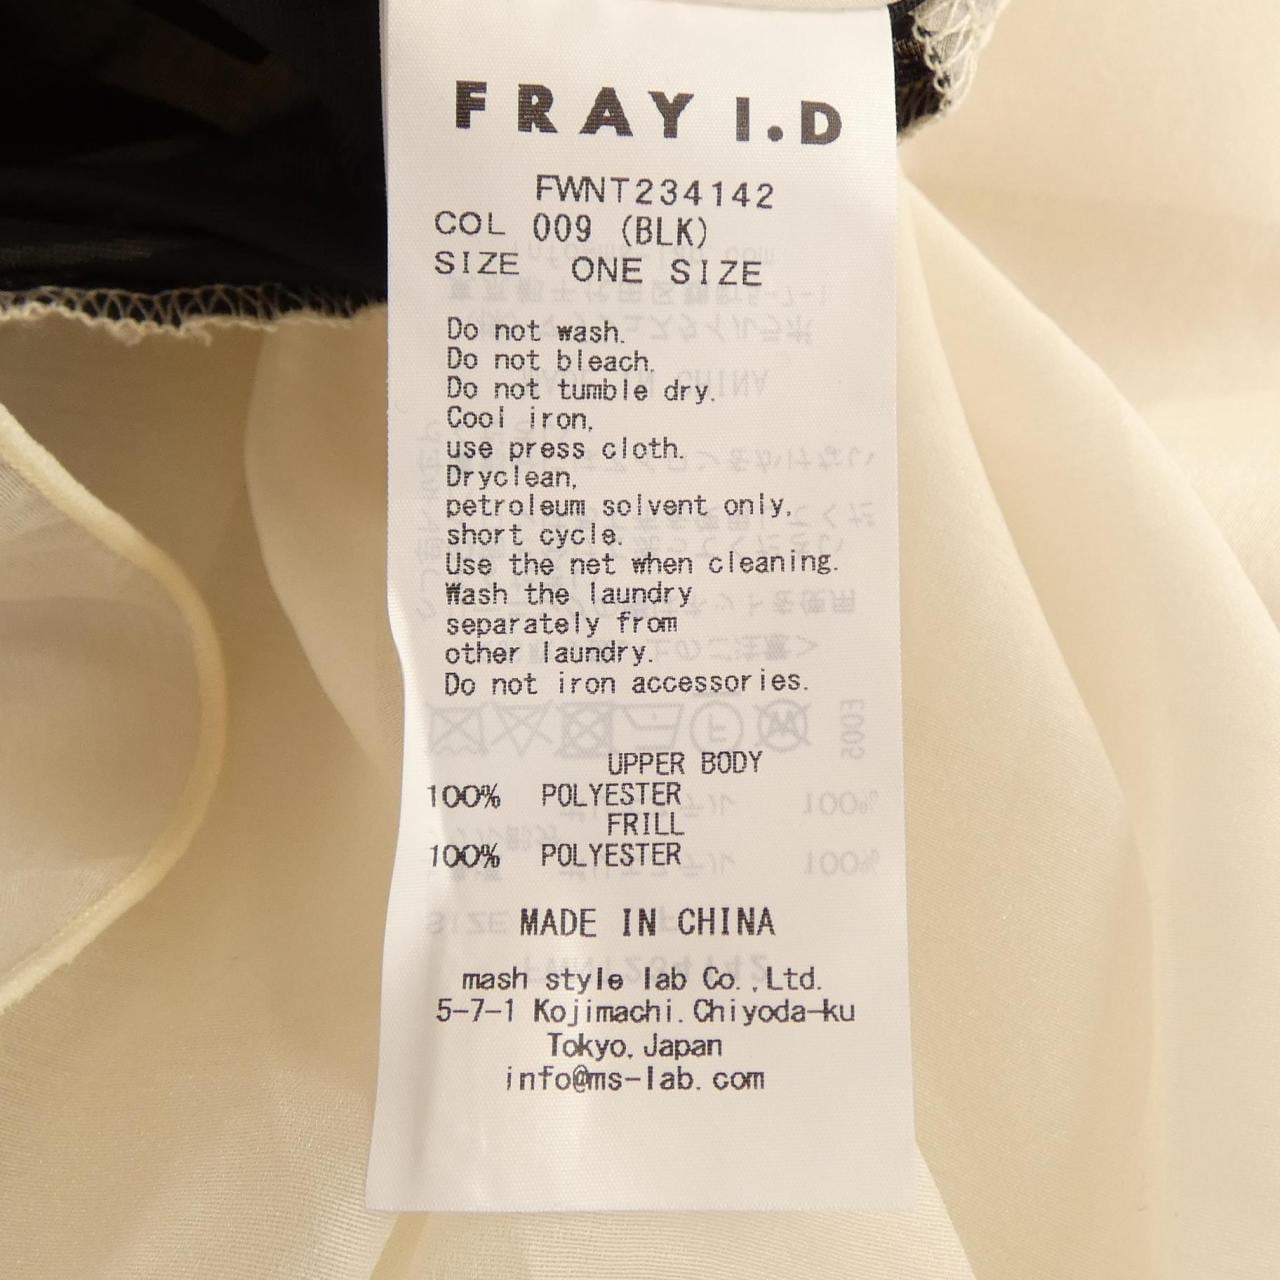 FRAY I.D
FWNT234142
COL 009 (BLK)
SIZE ONE SIZE
Do not wash.
Do not bleach.
Do not tumble dry.
Cool iron,
use press cloth.
Dryclean,
petroleum solvent only,
short cycle.
Use the net when cleaning.
Wash the laundry
separately from
other laundry.
Do not iron accessories.
UPPER BODY
100% POLYESTER
FRILL
100% POLYESTER
MADE IN CHINA
mash style lab Co.,Ltd.
5-7-1 Kojimachi.Chiyoda-ku
Tokyo,Japan
info@ms-lab.com